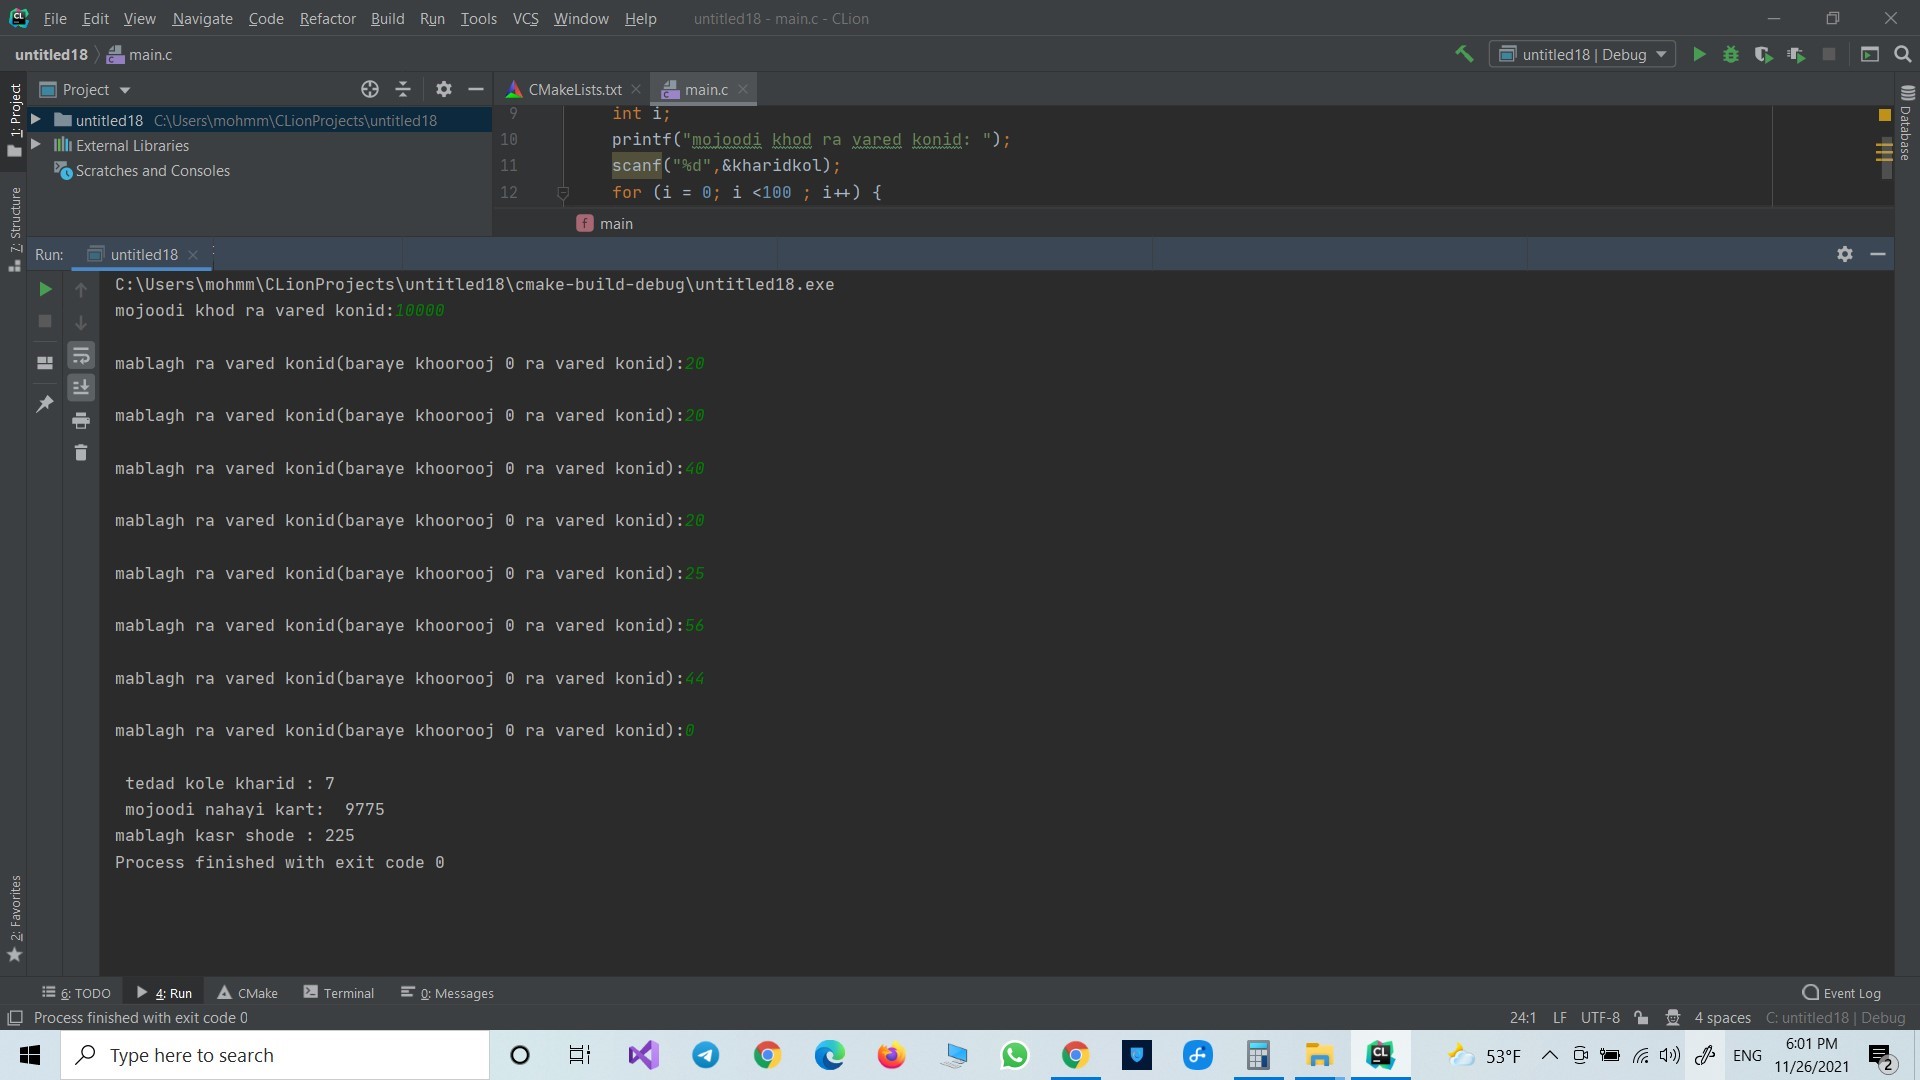 File Edit View Navigate Code Refactor Build Run Tools VCS Window Help untitled18 - main.c - CLion
untitled18 main.c untitled18 | Debug
Project CMakeLists.txt main.c
1: Project
7: Structure
2: Favorites
Database
untitled18 C:\Users\mohmm\CLionProjects\untitled18
External Libraries
Scratches and Consoles
9 int i;
10 printf("mojoodi khod ra vared konid: ");
11 scanf("%d",&kharidkol);
12 for (i = 0; i <100 ; i++) {
f main
Run: untitled18
C:\Users\mohmm\CLionProjects\untitled18\cmake-build-debug\untitled18.exe
mojoodi khod ra vared konid:10000
mablagh ra vared konid(baraye khoorooj 0 ra vared konid):20
mablagh ra vared konid(baraye khoorooj 0 ra vared konid):20
mablagh ra vared konid(baraye khoorooj 0 ra vared konid):40
mablagh ra vared konid(baraye khoorooj 0 ra vared konid):20
mablagh ra vared konid(baraye khoorooj 0 ra vared konid):25
mablagh ra vared konid(baraye khoorooj 0 ra vared konid):56
mablagh ra vared konid(baraye khoorooj 0 ra vared konid):44
mablagh ra vared konid(baraye khoorooj 0 ra vared konid):0
tedad kole kharid : 7
mojoodi nahayi kart:  9775
mablagh kasr shode : 225
Process finished with exit code 0
6: TODO 4: Run CMake Terminal 0: Messages Event Log
Process finished with exit code 0 24:1 LF UTF-8 4 spaces C: untitled18 | Debug
Type here to search 53°F ENG 6:01 PM
11/26/2021 2